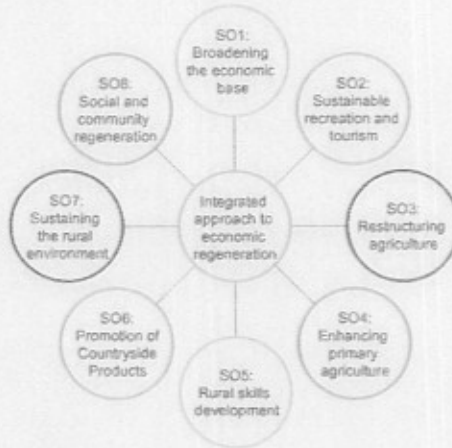 SO1:
Broadening
the economic
base
SO2:
Sustainable
recreation and
tourism
SO3:
Restructuring
agriculture
SO4:
Enhancing
primary
agriculture
SO5:
Rural skills
development
SO6:
Promotion of
Countryside
Products
SO7:
Sustaining
the rural
environment
SO8:
Social and
community
regeneration
Integrated
approach to
economic
regeneration